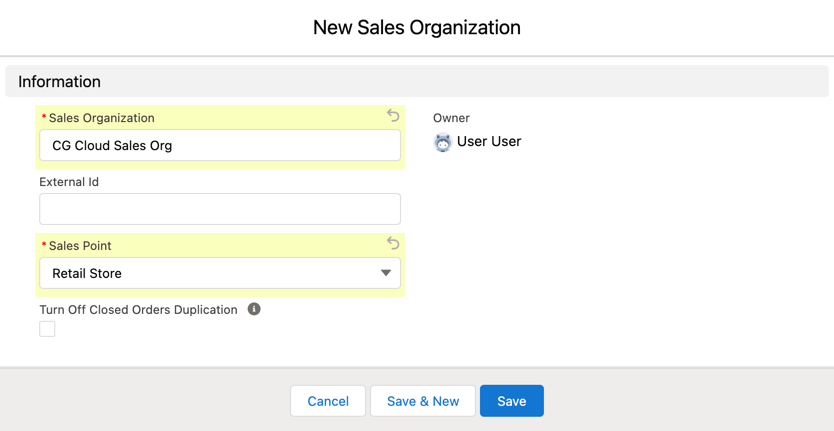 New Sales Organization
Information
* Sales Organization
CG Cloud Sales Org
Owner
User User
External Id
* Sales Point
Retail Store
Turn Off Closed Orders Duplication
Cancel
Save & New
Save